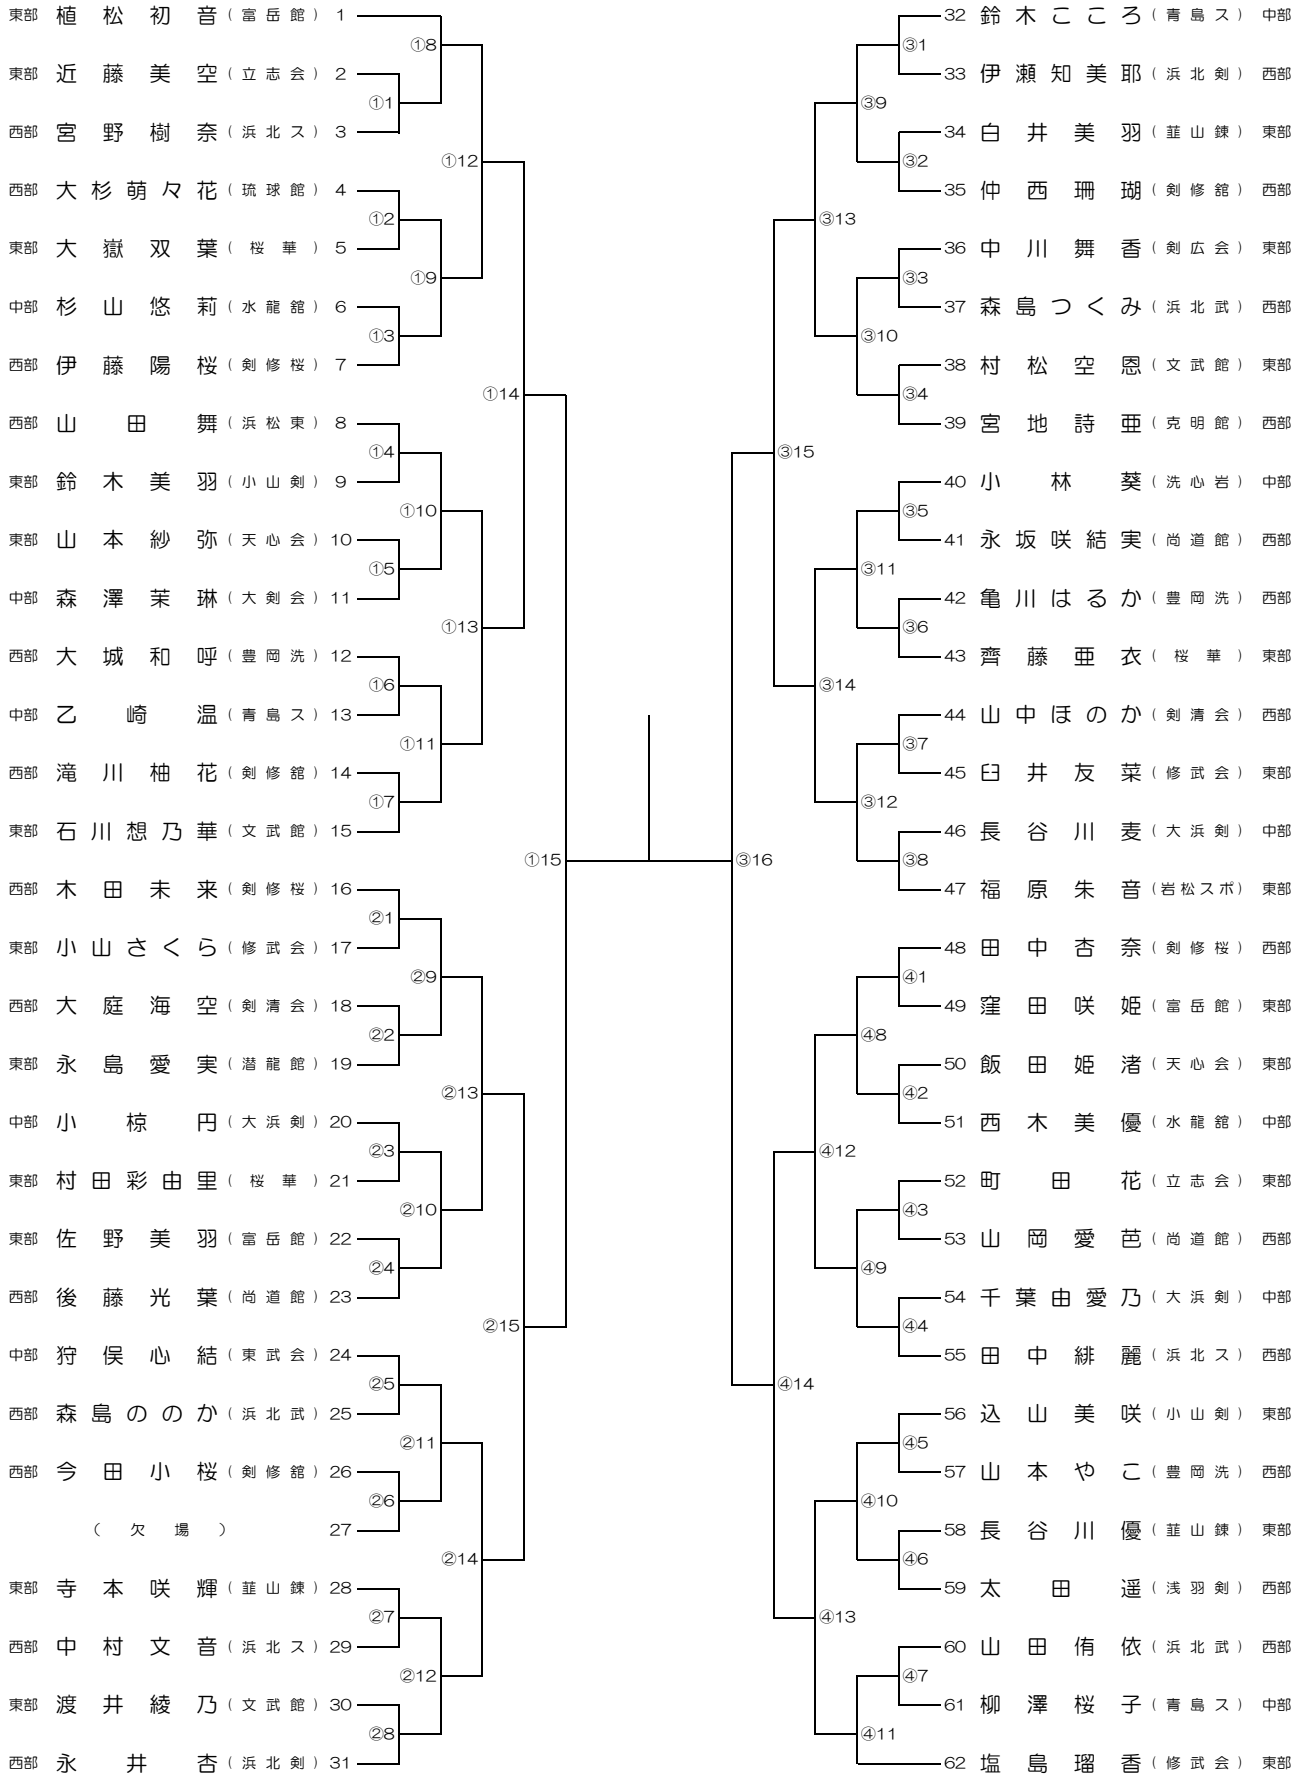 東部 植松初音 (富岳館) 1
①8
東部 近藤美空 (立志会) 2
①1
西部 宮野樹奈 (浜北ス) 3
①12
西部 大杉萌々花 (琉球館) 4
①2
東部 大嶽双葉 (桜華) 5
①9
中部 杉山悠莉 (水龍舘) 6
①3
西部 伊藤陽桜 (剣修桜) 7
①14
西部 山田舞 (浜松東) 8
①4
東部 鈴木美羽 (小山剣) 9
①10
東部 山本紗弥 (天心会) 10
①5
中部 森澤茉琳 (大剣会) 11
①13
西部 大城和呼 (豊岡洗) 12
①6
中部 乙崎温 (青島ス) 13
①11
西部 滝川柚花 (剣修舘) 14
①7
東部 石川想乃華 (文武館) 15
①15
西部 木田未来 (剣修桜) 16
②1
東部 小山さくら (修武会) 17
②9
西部 大庭海空 (剣清会) 18
②2
東部 永島愛実 (潜龍館) 19
②13
中部 小椋円 (大浜剣) 20
②3
東部 村田彩由里 (桜華) 21
②10
東部 佐野美羽 (富岳館) 22
②4
西部 後藤光葉 (尚道館) 23
②15
中部 狩俣心結 (東武会) 24
②5
西部 森島ののか (浜北武) 25
②11
西部 今田小桜 (剣修舘) 26
②6
(欠場) 27
②14
東部 寺本咲輝 (韮山錬) 28
②7
西部 中村文音 (浜北ス) 29
②12
東部 渡井綾乃 (文武館) 30
②8
西部 永井杏 (浜北剣) 31
32 鈴木こころ (青島ス) 中部
③1
33 伊瀬知美耶 (浜北剣) 西部
③9
34 白井美羽 (韮山錬) 東部
③2
35 仲西珊瑚 (剣修舘) 西部
③13
36 中川舞香 (剣広会) 東部
③3
37 森島つくみ (浜北武) 西部
③10
38 村松空恩 (文武館) 東部
③4
39 宮地詩亜 (克明館) 西部
③15
40 小林葵 (洗心岩) 中部
③5
41 永坂咲結実 (尚道館) 西部
③11
42 亀川はるか (豊岡洗) 西部
③6
43 齊藤亜衣 (桜華) 東部
③14
44 山中ほのか (剣清会) 西部
③7
45 臼井友菜 (修武会) 東部
③12
46 長谷川麦 (大浜剣) 中部
③8
47 福原朱音 (岩松スポ) 東部
③16
48 田中杏奈 (剣修桜) 西部
④1
49 窪田咲姫 (富岳館) 東部
④8
50 飯田姫渚 (天心会) 東部
④2
51 西木美優 (水龍舘) 中部
④12
52 町田花 (立志会) 東部
④3
53 山岡愛芭 (尚道館) 西部
④9
54 千葉由愛乃 (大浜剣) 中部
④4
55 田中緋麗 (浜北ス) 西部
④14
56 込山美咲 (小山剣) 東部
④5
57 山本やこ (豊岡洗) 西部
④10
58 長谷川優 (韮山錬) 東部
④6
59 太田遥 (浅羽剣) 西部
④13
60 山田侑依 (浜北武) 西部
④7
61 柳澤桜子 (青島ス) 中部
④11
62 塩島瑠香 (修武会) 東部